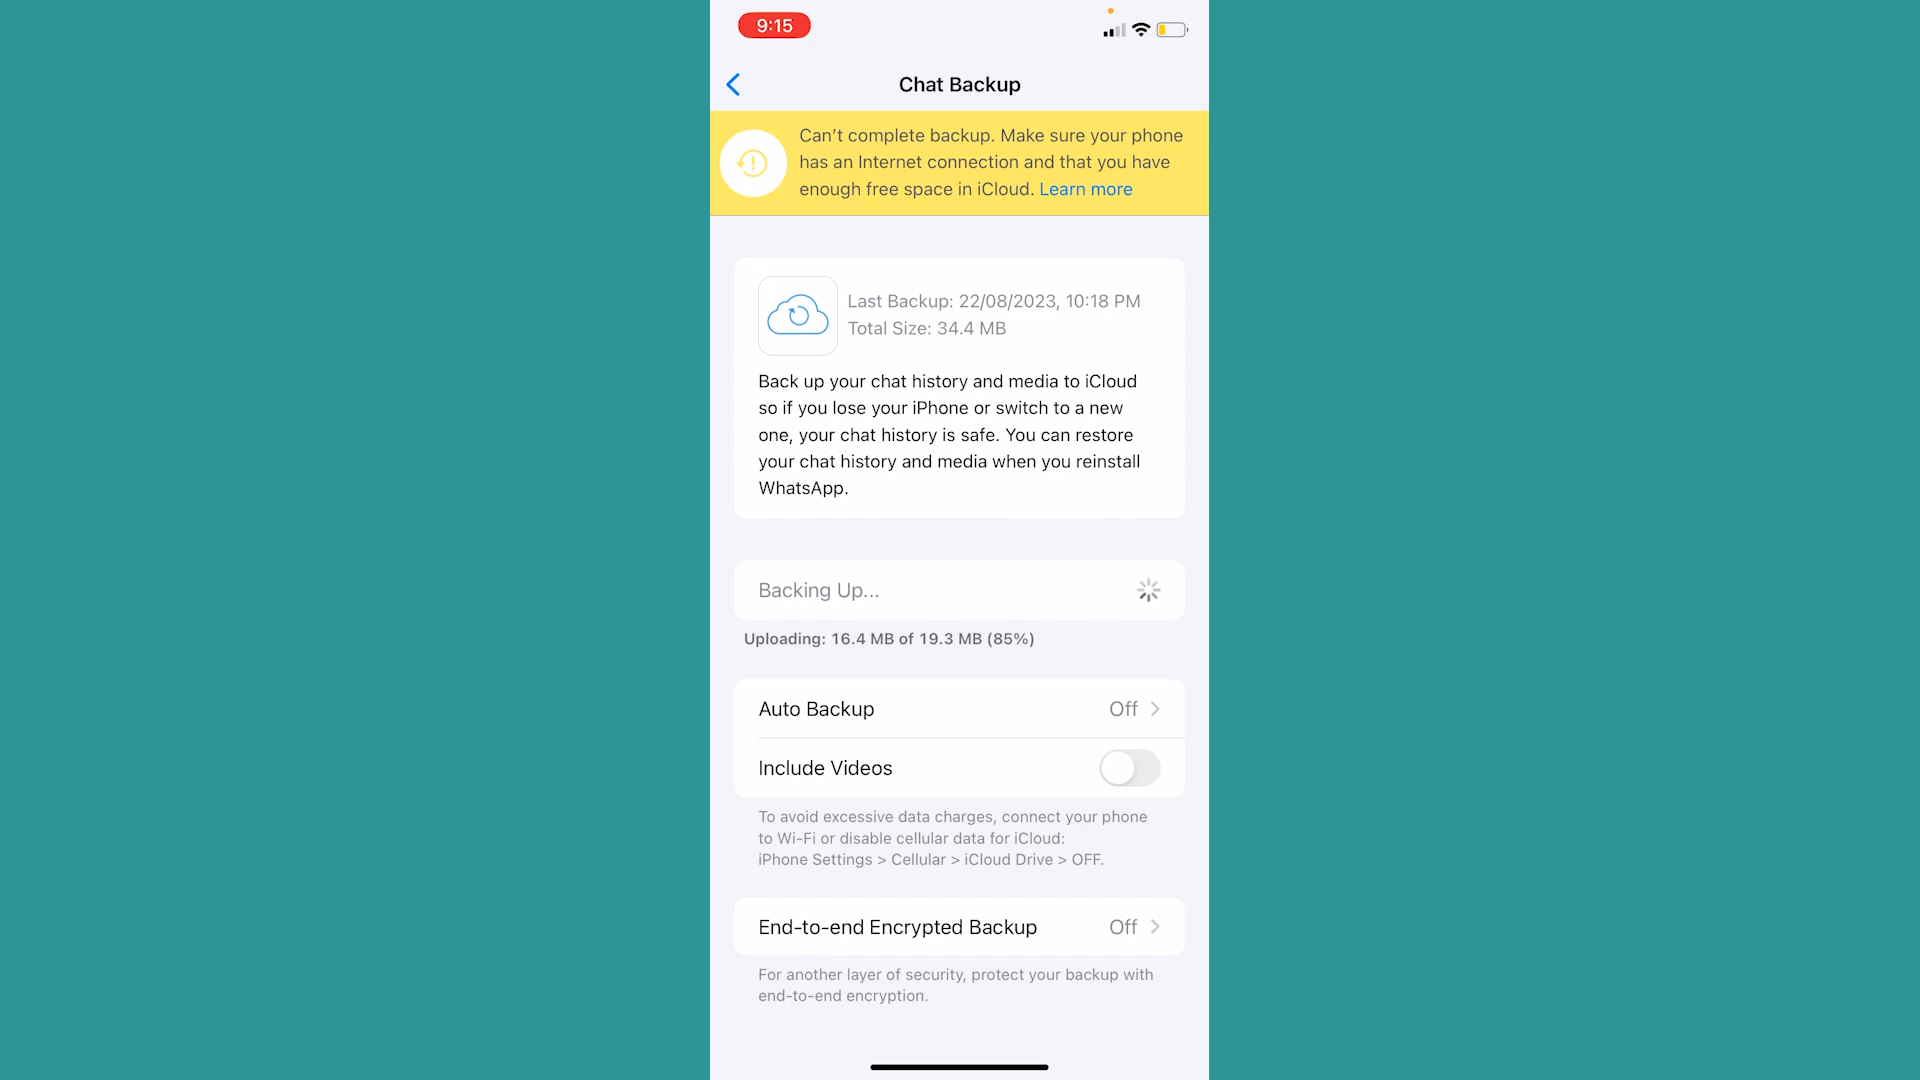 9:15
Chat Backup
Can't complete backup. Make sure your phone
has an Internet connection and that you have
enough free space in iCloud. Learn more
Last Backup: 22/08/2023, 10:18 PM
Total Size: 34.4 MB
Back up your chat history and media to iCloud
so if you lose your iPhone or switch to a new
one, your chat history is safe. You can restore
your chat history and media when you reinstall
WhatsApp.
Backing Up...
Uploading: 16.4 MB of 19.3 MB (85%)
Auto Backup Off
Include Videos
To avoid excessive data charges, connect your phone
to Wi-Fi or disable cellular data for iCloud:
iPhone Settings > Cellular > iCloud Drive > OFF.
End-to-end Encrypted Backup Off
For another layer of security, protect your backup with
end-to-end encryption.